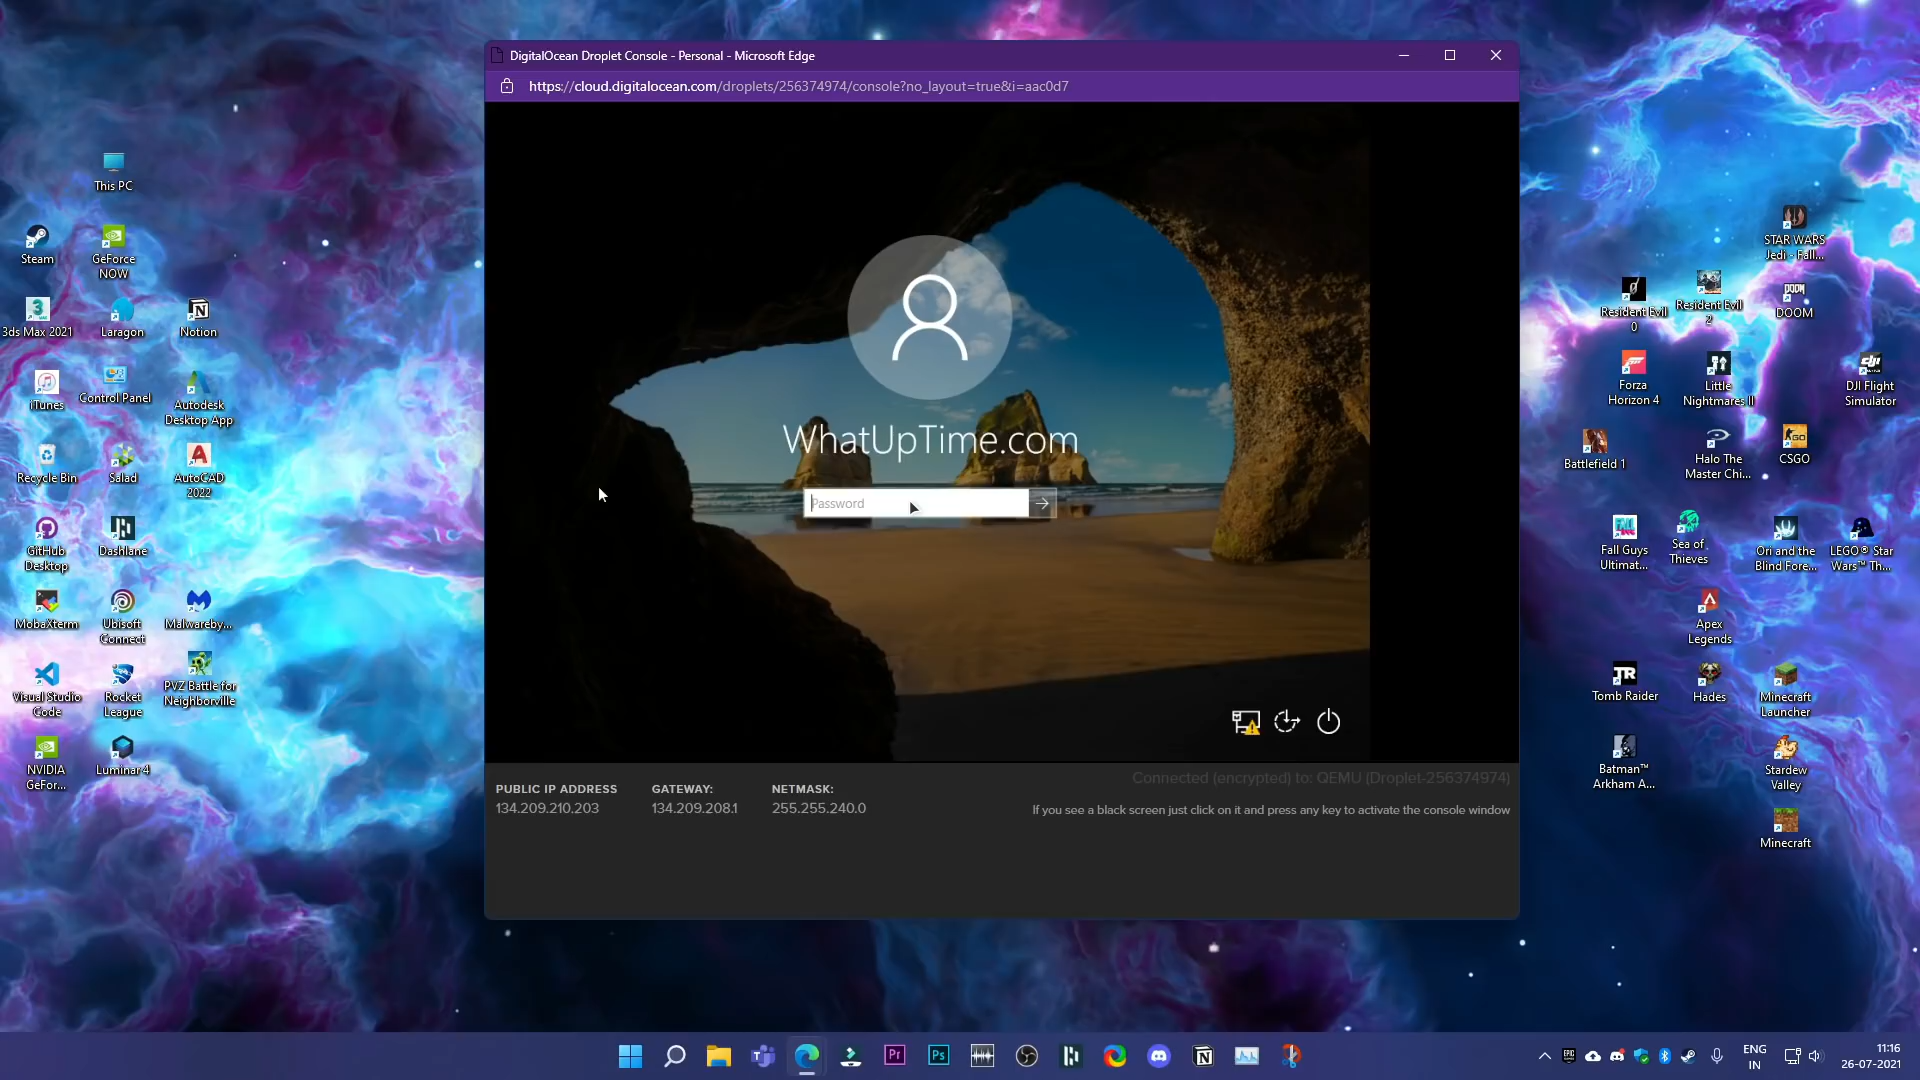 DigitalOcean Droplet Console - Personal - Microsoft Edge
https://cloud.digitalocean.com/droplets/256374974/console?no_layout=true&i=aac0d7
WhatUpTime.com
Password
Connected (encrypted) to: QEMU (Droplet-256374974)
PUBLIC IP ADDRESS
134.209.210.203
GATEWAY:
134.209.208.1
NETMASK:
255.255.240.0
If you see a black screen just click on it and press any key to activate the console window
This PC
Steam
GeForce
NOW
3ds Max 2021
Laragon
Notion
iTunes
Control Panel
Autodesk
Desktop App
Recycle Bin
Salad
AutoCAD
2022
GitHub
Desktop
Dashlane
MobaXterm
Ubisoft
Connect
Malwareby...
Visual Studio
Code
Rocket
League
PVZ Battle for
Neighborville
NVIDIA
GeFor...
Luminar 4
STAR WARS
Jedi - Fall...
Resident Evil
0
Resident Evil
2
DOOM
DOOM
Forza
Horizon 4
Little
Nightmares II
dji
DJI Flight
Simulator
Battlefield 1
Halo The
Master Chi...
GO
CSGO
Fall Guys
Ultimat...
Sea of
Thieves
Ori and the
Blind Fore...
LEGO® Star
Wars™ Th...
Apex
Legends
TR
Tomb Raider
Hades
Minecraft
Launcher
Batman™
Arkham A...
Stardew
Valley
Minecraft
Pr
Ps
EPIC
ENG
IN
11:16
26-07-2021